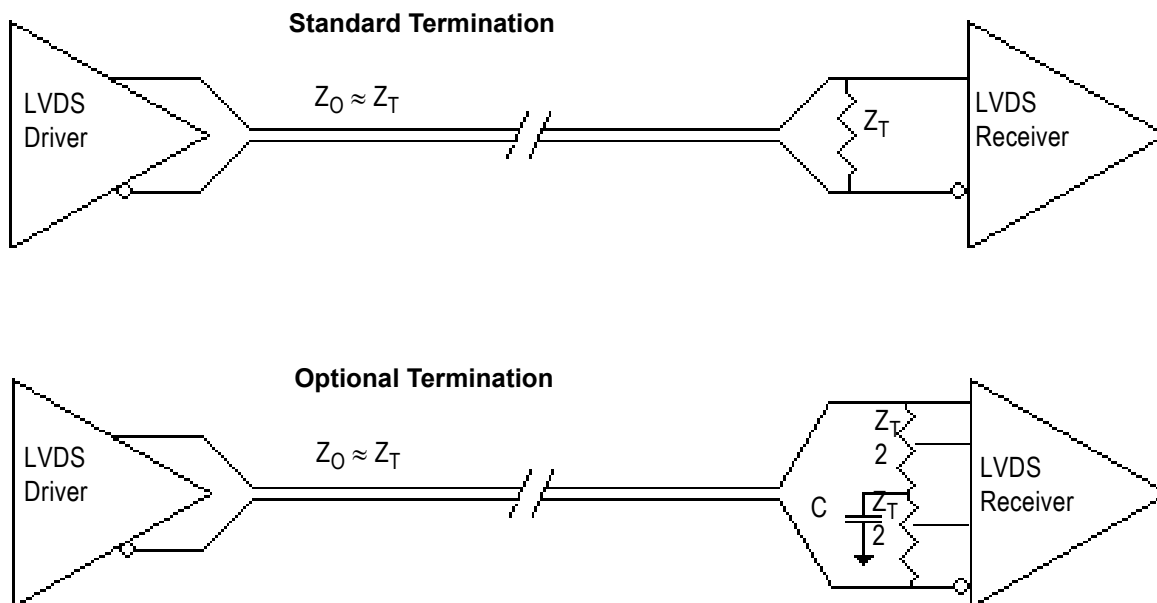 Standard Termination
LVDS
Driver
Z_O ≈ Z_T
Z_T
LVDS
Receiver
Optional Termination
LVDS
Driver
Z_O ≈ Z_T
Z_T
2
C
Z_T
2
LVDS
Receiver